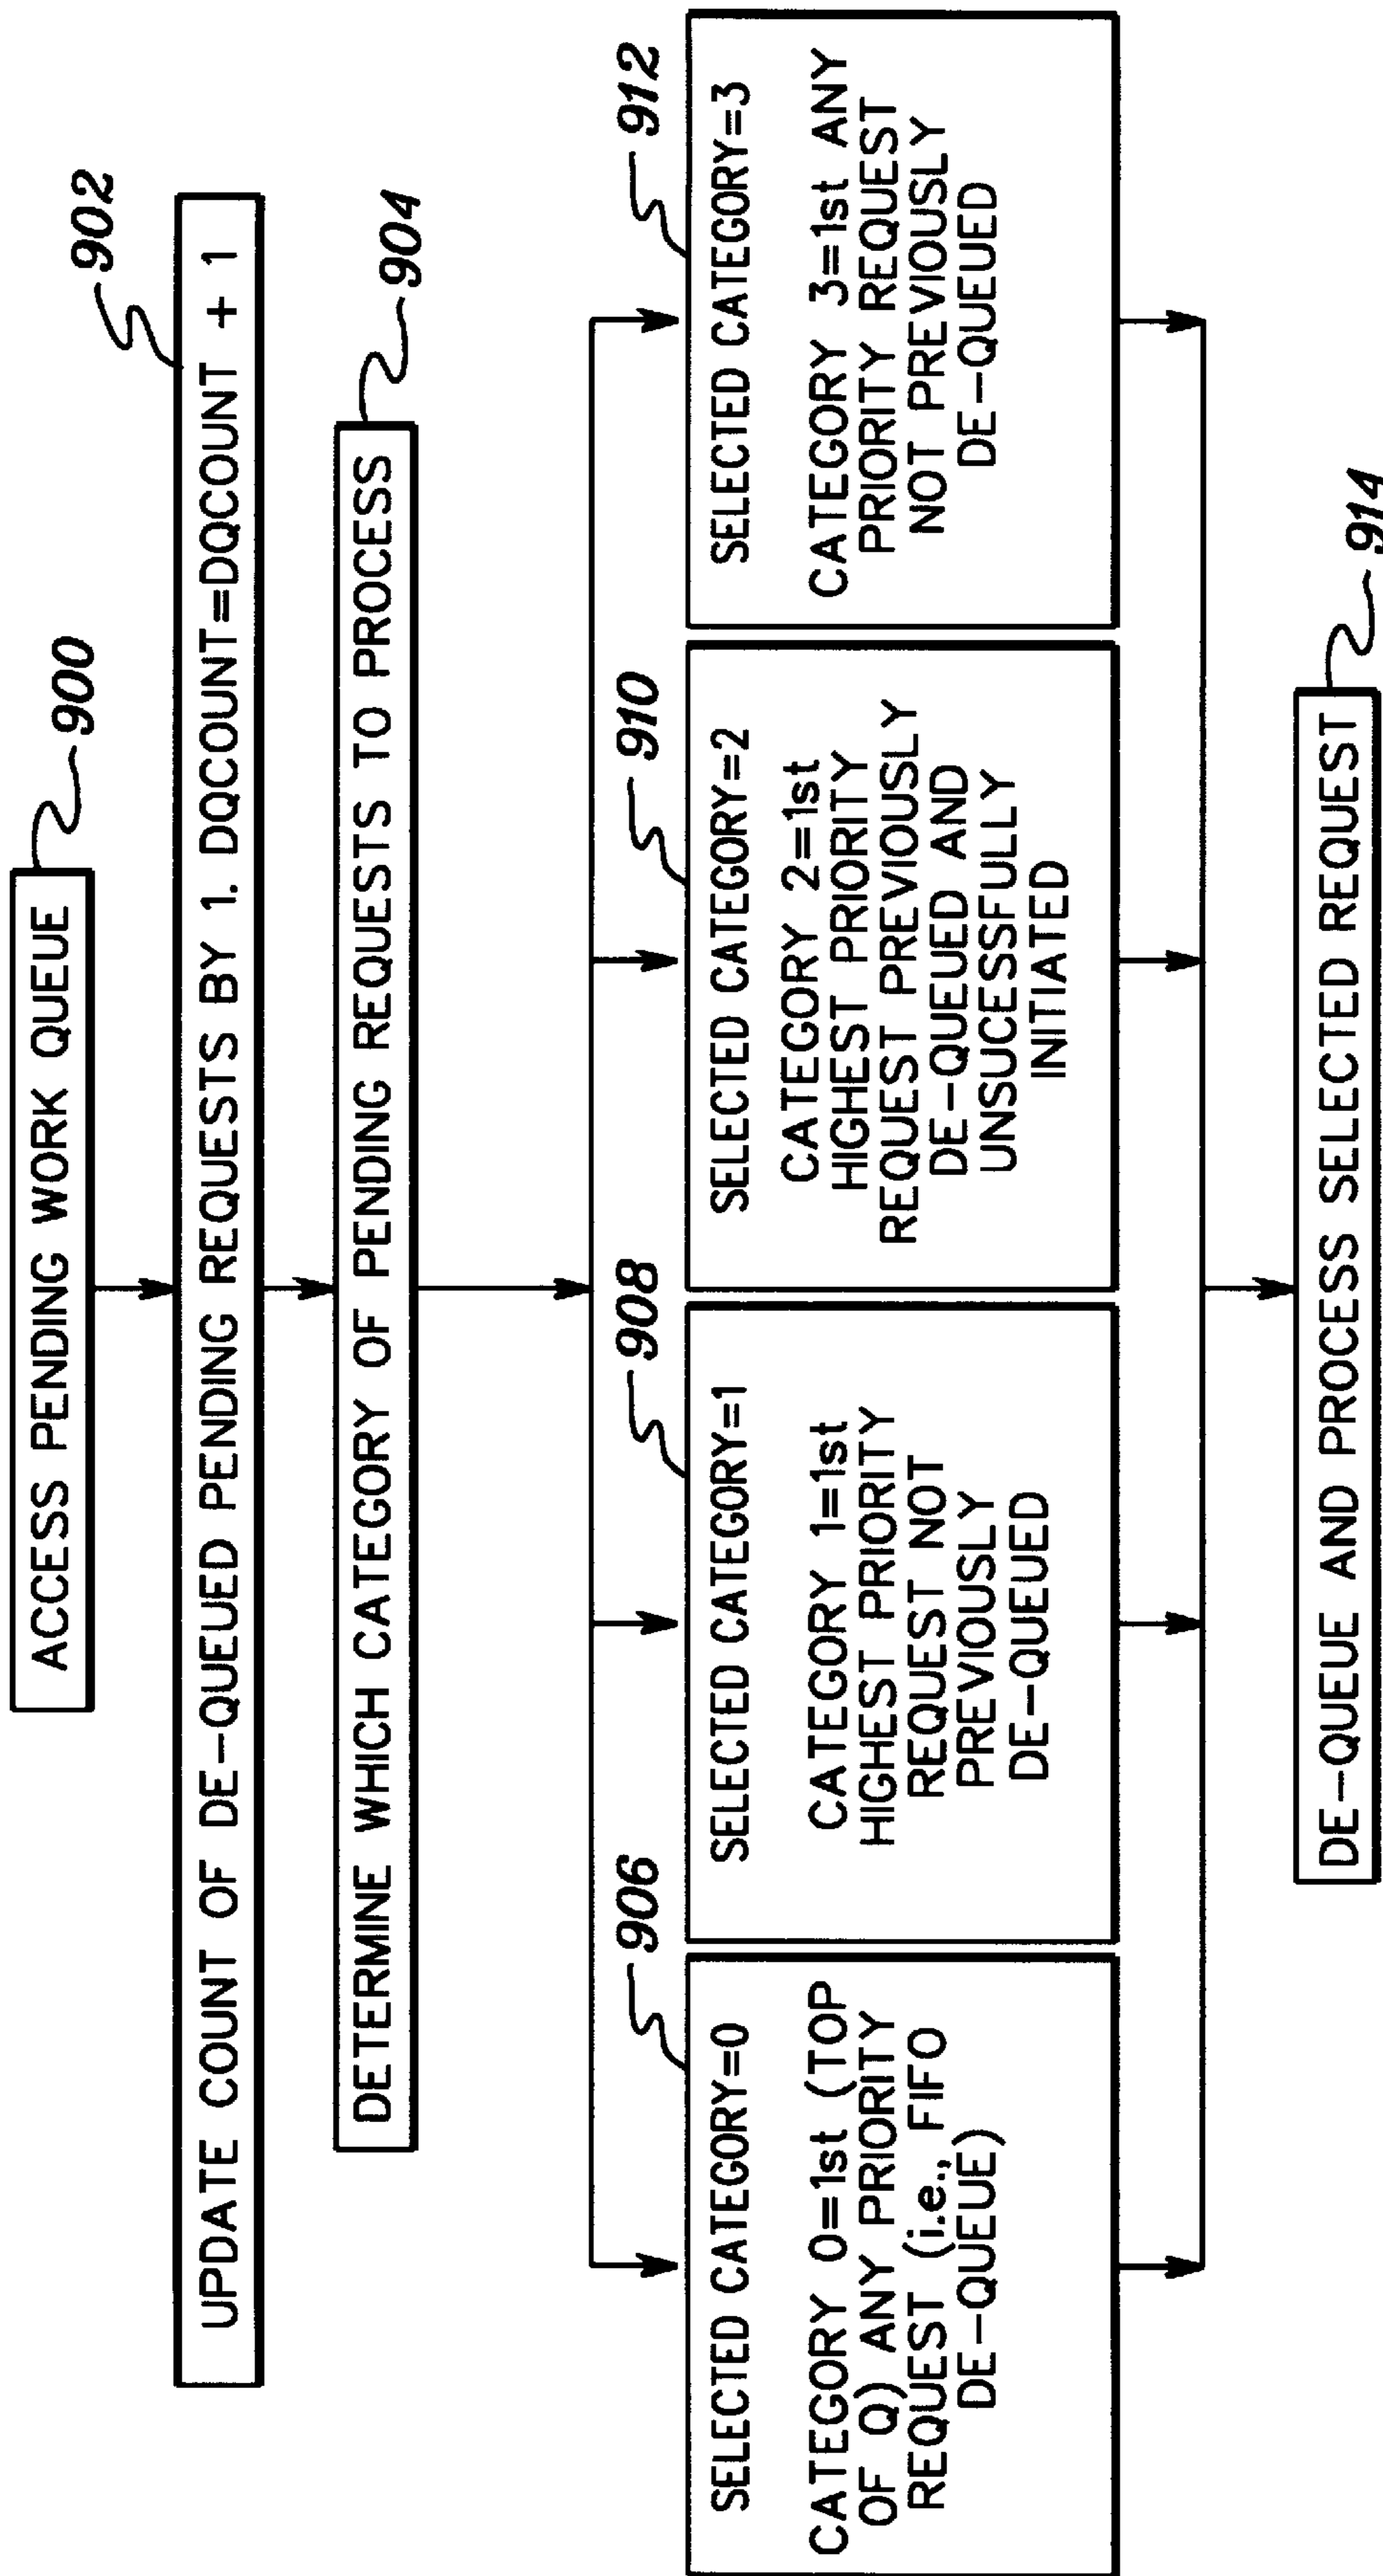 ACCESS PENDING WORK QUEUE
900
UPDATE COUNT OF DE-QUEUED PENDING REQUESTS BY 1. DQCOUNT=DQCOUNT + 1
902
DETERMINE WHICH CATEGORY OF PENDING REQUESTS TO PROCESS
904
906
SELECTED CATEGORY=0
CATEGORY 0=1st (TOP
OF Q) ANY PRIORITY
REQUEST (i.e., FIFO
DE-QUEUE)
908
SELECTED CATEGORY=1
CATEGORY 1=1st
HIGHEST PRIORITY
REQUEST NOT
PREVIOUSLY
DE-QUEUED
910
SELECTED CATEGORY=2
CATEGORY 2=1st
HIGHEST PRIORITY
REQUEST PREVIOUSLY
DE-QUEUED AND
UNSUCESSFULLY
INITIATED
912
SELECTED CATEGORY=3
CATEGORY 3=1st ANY
PRIORITY REQUEST
NOT PREVIOUSLY
DE-QUEUED
DE-QUEUE AND PROCESS SELECTED REQUEST
914